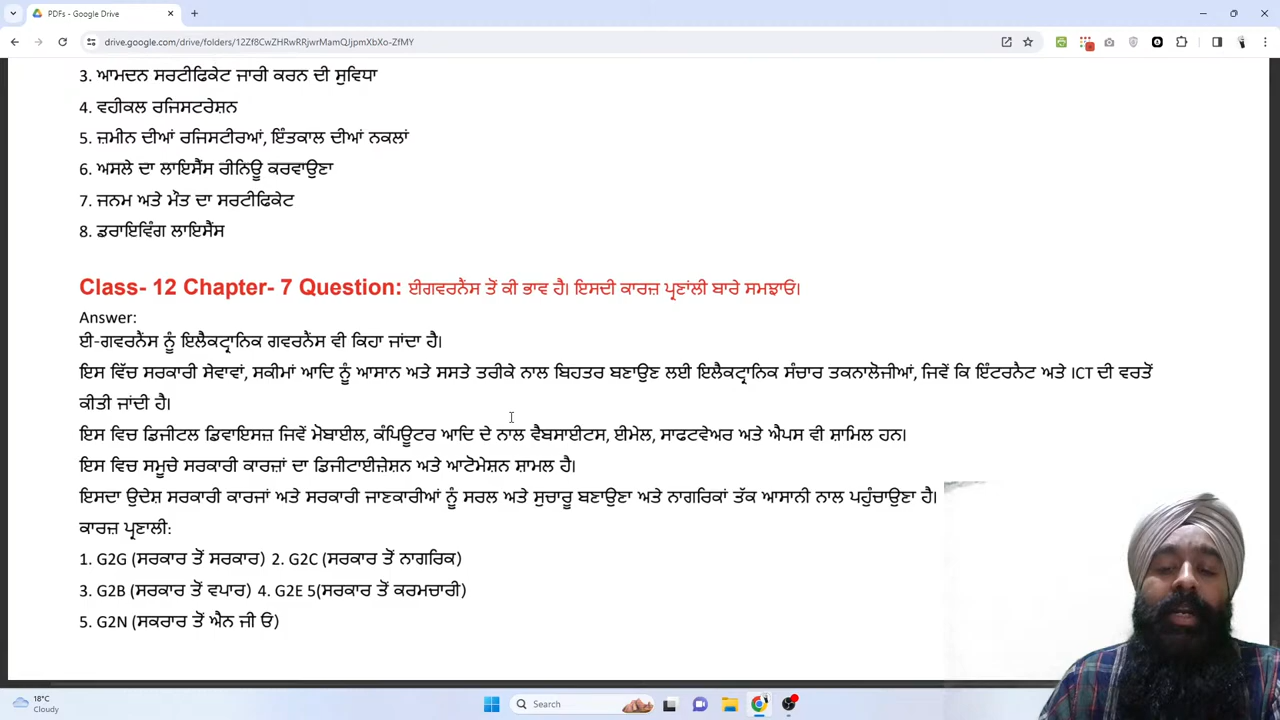 PDFs - Google Drive
drive.google.com/drive/folders/12Zf8CwZHRwRRjwrMamQJjpmXbXo-ZfMY
3. ਆਮਦਨ ਸਰਟੀਫਿਕੇਟ ਜਾਰੀ ਕਰਨ ਦੀ ਸੁਵਿਧਾ
4. ਵਹੀਕਲ ਰਜਿਸਟਰੇਸ਼ਨ
5. ਜ਼ਮੀਨ ਦੀਆਂ ਰਜਿਸਟੀਰਆਂ, ਇੰਤਕਾਲ ਦੀਆਂ ਨਕਲਾਂ
6. ਅਸਲੇ ਦਾ ਲਾਇਸੈਂਸ ਰੀਨਿਊ ਕਰਵਾਉਣਾ
7. ਜਨਮ ਅਤੇ ਮੌਤ ਦਾ ਸਰਟੀਫਿਕੇਟ
8. ਡਰਾਇਵਿੰਗ ਲਾਇਸੈਂਸ
Class- 12 Chapter- 7 Question: ਈਗਵਰਨੈਂਸ ਤੋਂ ਕੀ ਭਾਵ ਹੈ। ਇਸਦੀ ਕਾਰਜ਼ ਪ੍ਰਣਾਂਲੀ ਬਾਰੇ ਸਮਝਾਓ।
Answer:
ਈ-ਗਵਰਨੈਂਸ ਨੂੰ ਇਲੈਕਟ੍ਰਾਨਿਕ ਗਵਰਨੈਂਸ ਵੀ ਕਿਹਾ ਜਾਂਦਾ ਹੈ।
ਇਸ ਵਿੱਚ ਸਰਕਾਰੀ ਸੇਵਾਵਾਂ, ਸਕੀਮਾਂ ਆਦਿ ਨੂੰ ਆਸਾਨ ਅਤੇ ਸਸਤੇ ਤਰੀਕੇ ਨਾਲ ਬਿਹਤਰ ਬਣਾਉਣ ਲਈ ਇਲੈਕਟ੍ਰਾਨਿਕ ਸੰਚਾਰ ਤਕਨਾਲੋਜੀਆਂ, ਜਿਵੇਂ ਕਿ ਇੰਟਰਨੈਟ ਅਤੇ ICT ਦੀ ਵਰਤੋਂ
ਕੀਤੀ ਜਾਂਦੀ ਹੈ।
ਇਸ ਵਿਚ ਡਿਜੀਟਲ ਡਿਵਾਇਸਜ਼ ਜਿਵੇਂ ਮੋਬਾਈਲ, ਕੰਪਿਊਟਰ ਆਦਿ ਦੇ ਨਾਲ ਵੈਬਸਾਈਟਸ, ਈਮੇਲ, ਸਾਫਟਵੇਅਰ ਅਤੇ ਐਪਸ ਵੀ ਸ਼ਾਮਿਲ ਹਨ।
ਇਸ ਵਿਚ ਸਮੂਚੇ ਸਰਕਾਰੀ ਕਾਰਜ਼ਾਂ ਦਾ ਡਿਜੀਟਾਈਜ਼ੇਸ਼ਨ ਅਤੇ ਆਟੋਮੇਸ਼ਨ ਸ਼ਾਮਲ ਹੈ।
ਇਸਦਾ ਉਦੇਸ਼ ਸਰਕਾਰੀ ਕਾਰਜਾਂ ਅਤੇ ਸਰਕਾਰੀ ਜਾਣਕਾਰੀਆਂ ਨੂੰ ਸਰਲ ਅਤੇ ਸੁਚਾਰੂ ਬਣਾਉਣਾ ਅਤੇ ਨਾਗਰਿਕਾਂ ਤੱਕ ਆਸਾਨੀ ਨਾਲ ਪਹੁੰਚਾਉਣਾ ਹੈ।
ਕਾਰਜ਼ ਪ੍ਰਣਾਲੀ:
1. G2G (ਸਰਕਾਰ ਤੋਂ ਸਰਕਾਰ) 2. G2C (ਸਰਕਾਰ ਤੋਂ ਨਾਗਰਿਕ)
3. G2B (ਸਰਕਾਰ ਤੋਂ ਵਪਾਰ) 4. G2E 5(ਸਰਕਾਰ ਤੋਂ ਕਰਮਚਾਰੀ)
5. G2N (ਸਕਰਾਰ ਤੋਂ ਐਨ ਜੀ ਓ)
18°C
Cloudy
Search